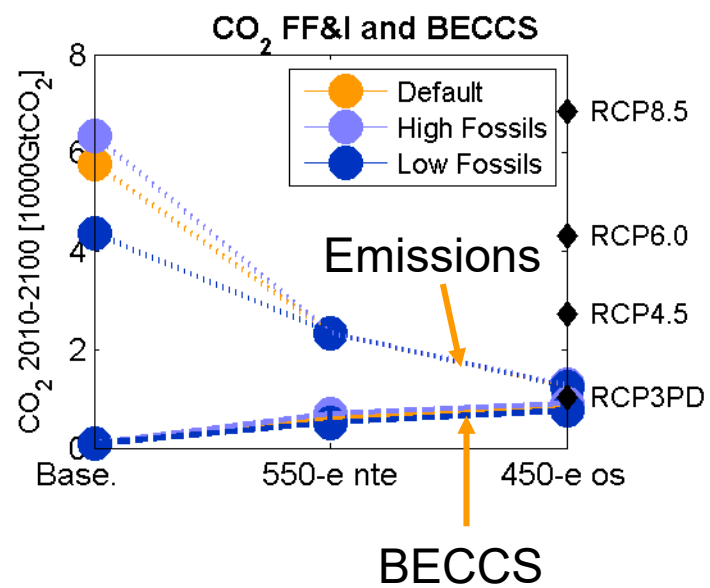 CO₂ FF&I and BECCS
8
6
4
2
0
CO₂ 2010-2100 [1000GtCO₂]
Default
High Fossils
Low Fossils
RCP8.5
RCP6.0
Emissions
RCP4.5
RCP3PD
Base.
550-e nte
450-e os
BECCS